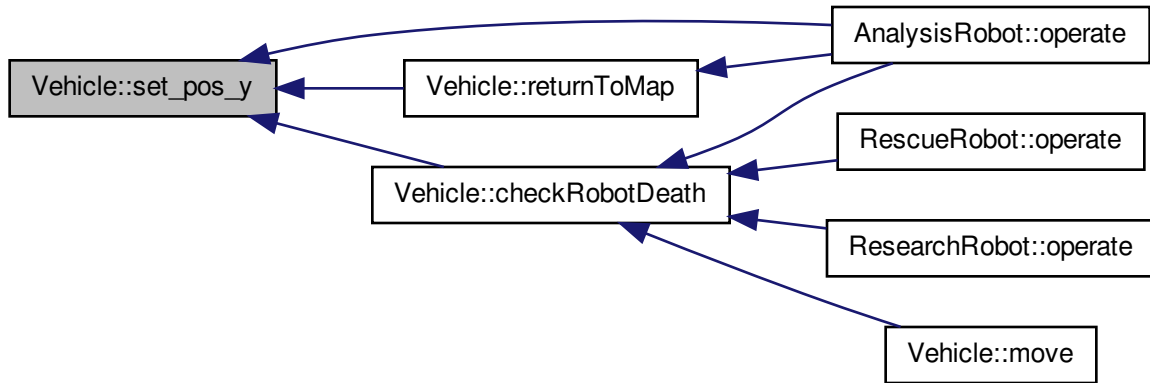 Vehicle::set_pos_y
Vehicle::returnToMap
Vehicle::checkRobotDeath
AnalysisRobot::operate
RescueRobot::operate
ResearchRobot::operate
Vehicle::move